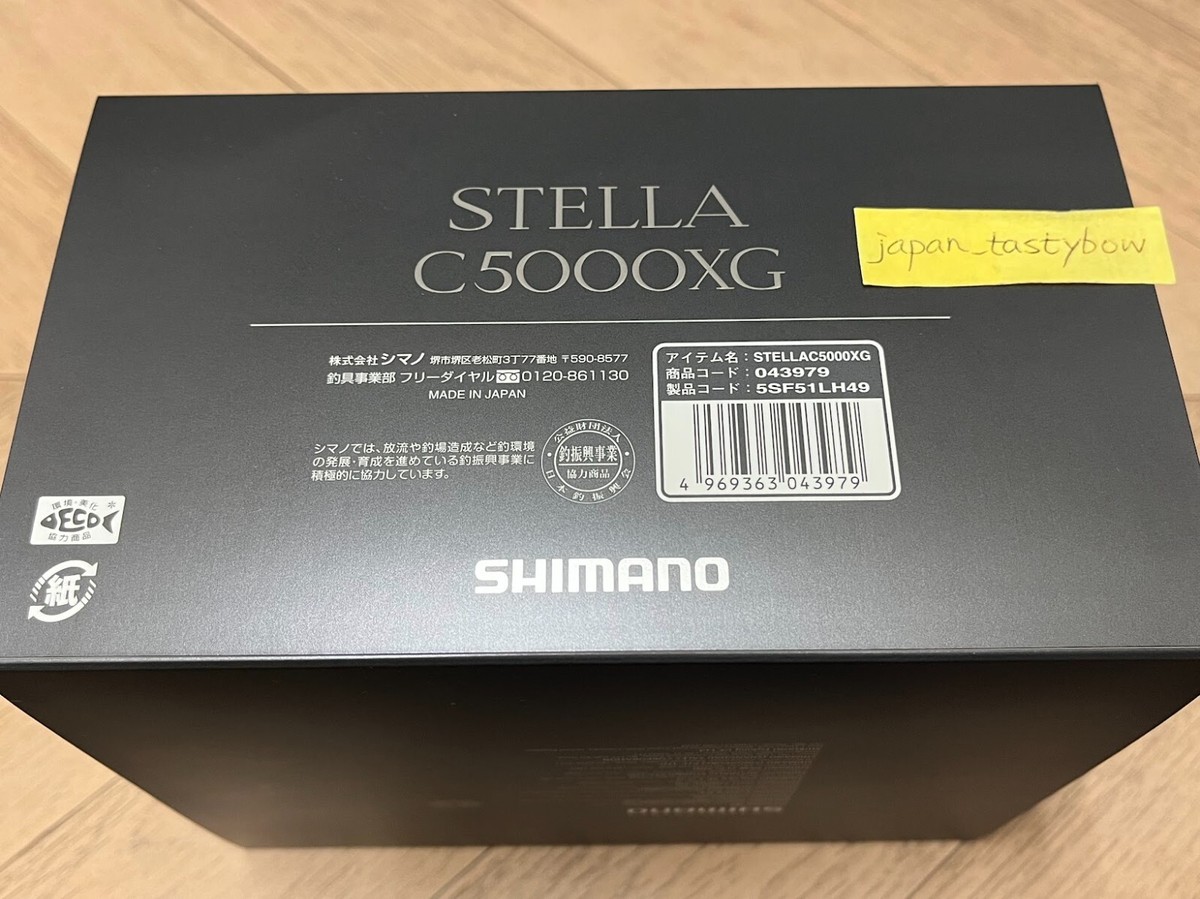 STELLA
C5000XG
japan_tastybow
株式会社シマノ 堺市堺区老松町3丁77番地 〒590-8577
釣具事業部 フリーダイヤル 0120-861130
MADE IN JAPAN
アイテム名：STELLAC5000XG
商品コード：043979
製品コード：5SF51LH49
4 969363 043979
シマノでは、放流や釣場造成など釣環境
の発展・育成を進めている釣振興事業に
積極的に協力しています。
公益財団法人
釣振興事業
協力商品
日本釣振興会
環境・美化
ECO
協力商品
紙
SHIMANO